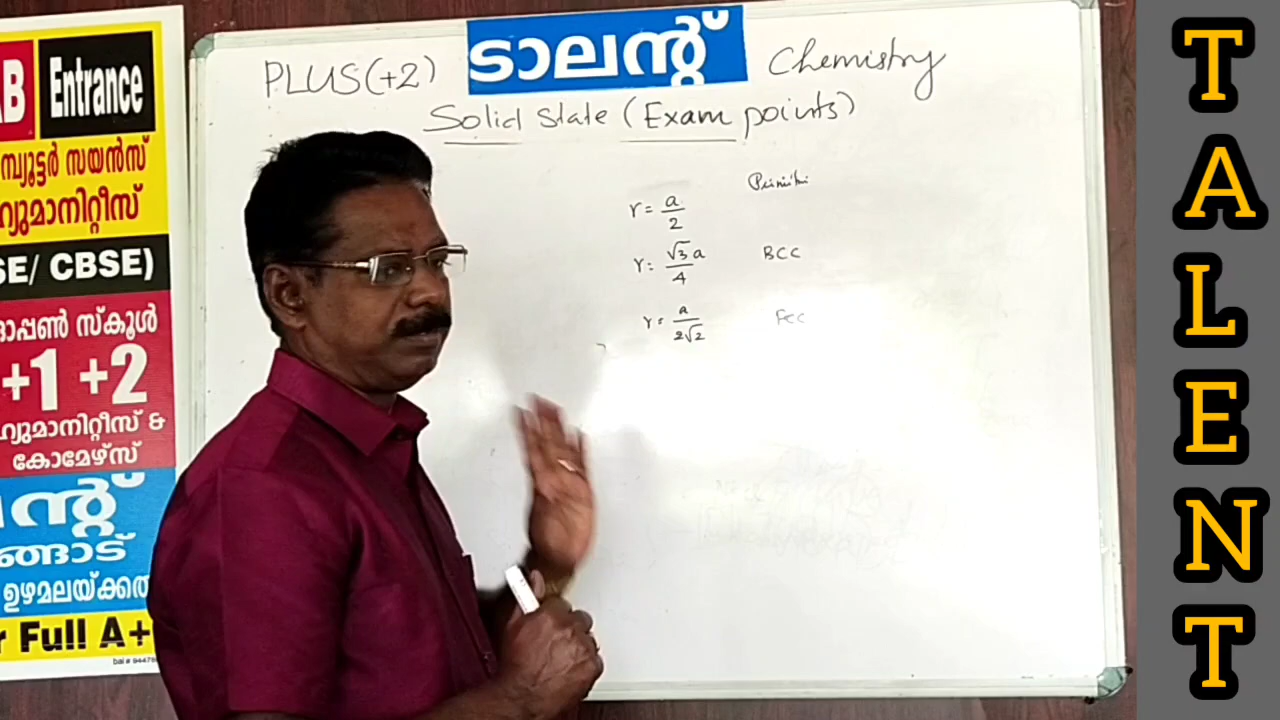 AB Entrance
മ്പ്യൂട്ടർ സയൻസ്
ഹ്യുമാനിറ്റീസ്
SE/ CBSE)
ഓപ്പൺ സ്കൂൾ
+1 +2
ഹ്യുമാനിറ്റീസ് &
കോമേഴ്സ്
ന്റ്
ങ്ങാട്
ഉഴമലയ്ക്കൽ
r Full A+
PLUS(+2) ടാലന്റ് Chemistry
Solid State (Exam points)
r = a/2
r = √3a/4 BCC
r = a/2√2 FCC
TALENT